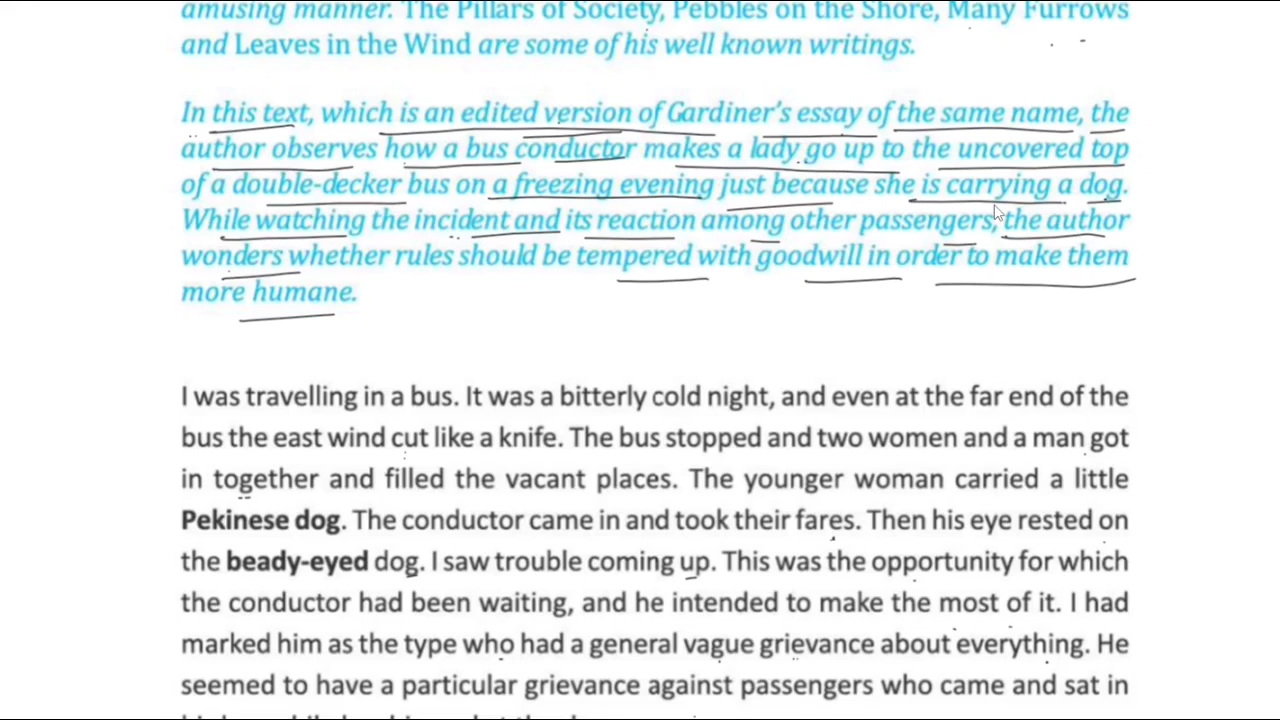 amusing manner. The Pillars of Society, Pebbles on the Shore, Many Furrows
and Leaves in the Wind are some of his well known writings.
In this text, which is an edited version of Gardiner's essay of the same name, the
author observes how a bus conductor makes a lady go up to the uncovered top
of a double-decker bus on a freezing evening just because she is carrying a dog.
While watching the incident and its reaction among other passengers, the author
wonders whether rules should be tempered with goodwill in order to make them
more humane.
I was travelling in a bus. It was a bitterly cold night, and even at the far end of the
bus the east wind cut like a knife. The bus stopped and two women and a man got
in together and filled the vacant places. The younger woman carried a little
Pekinese dog. The conductor came in and took their fares. Then his eye rested on
the beady-eyed dog. I saw trouble coming up. This was the opportunity for which
the conductor had been waiting, and he intended to make the most of it. I had
marked him as the type who had a general vague grievance about everything. He
seemed to have a particular grievance against passengers who came and sat in